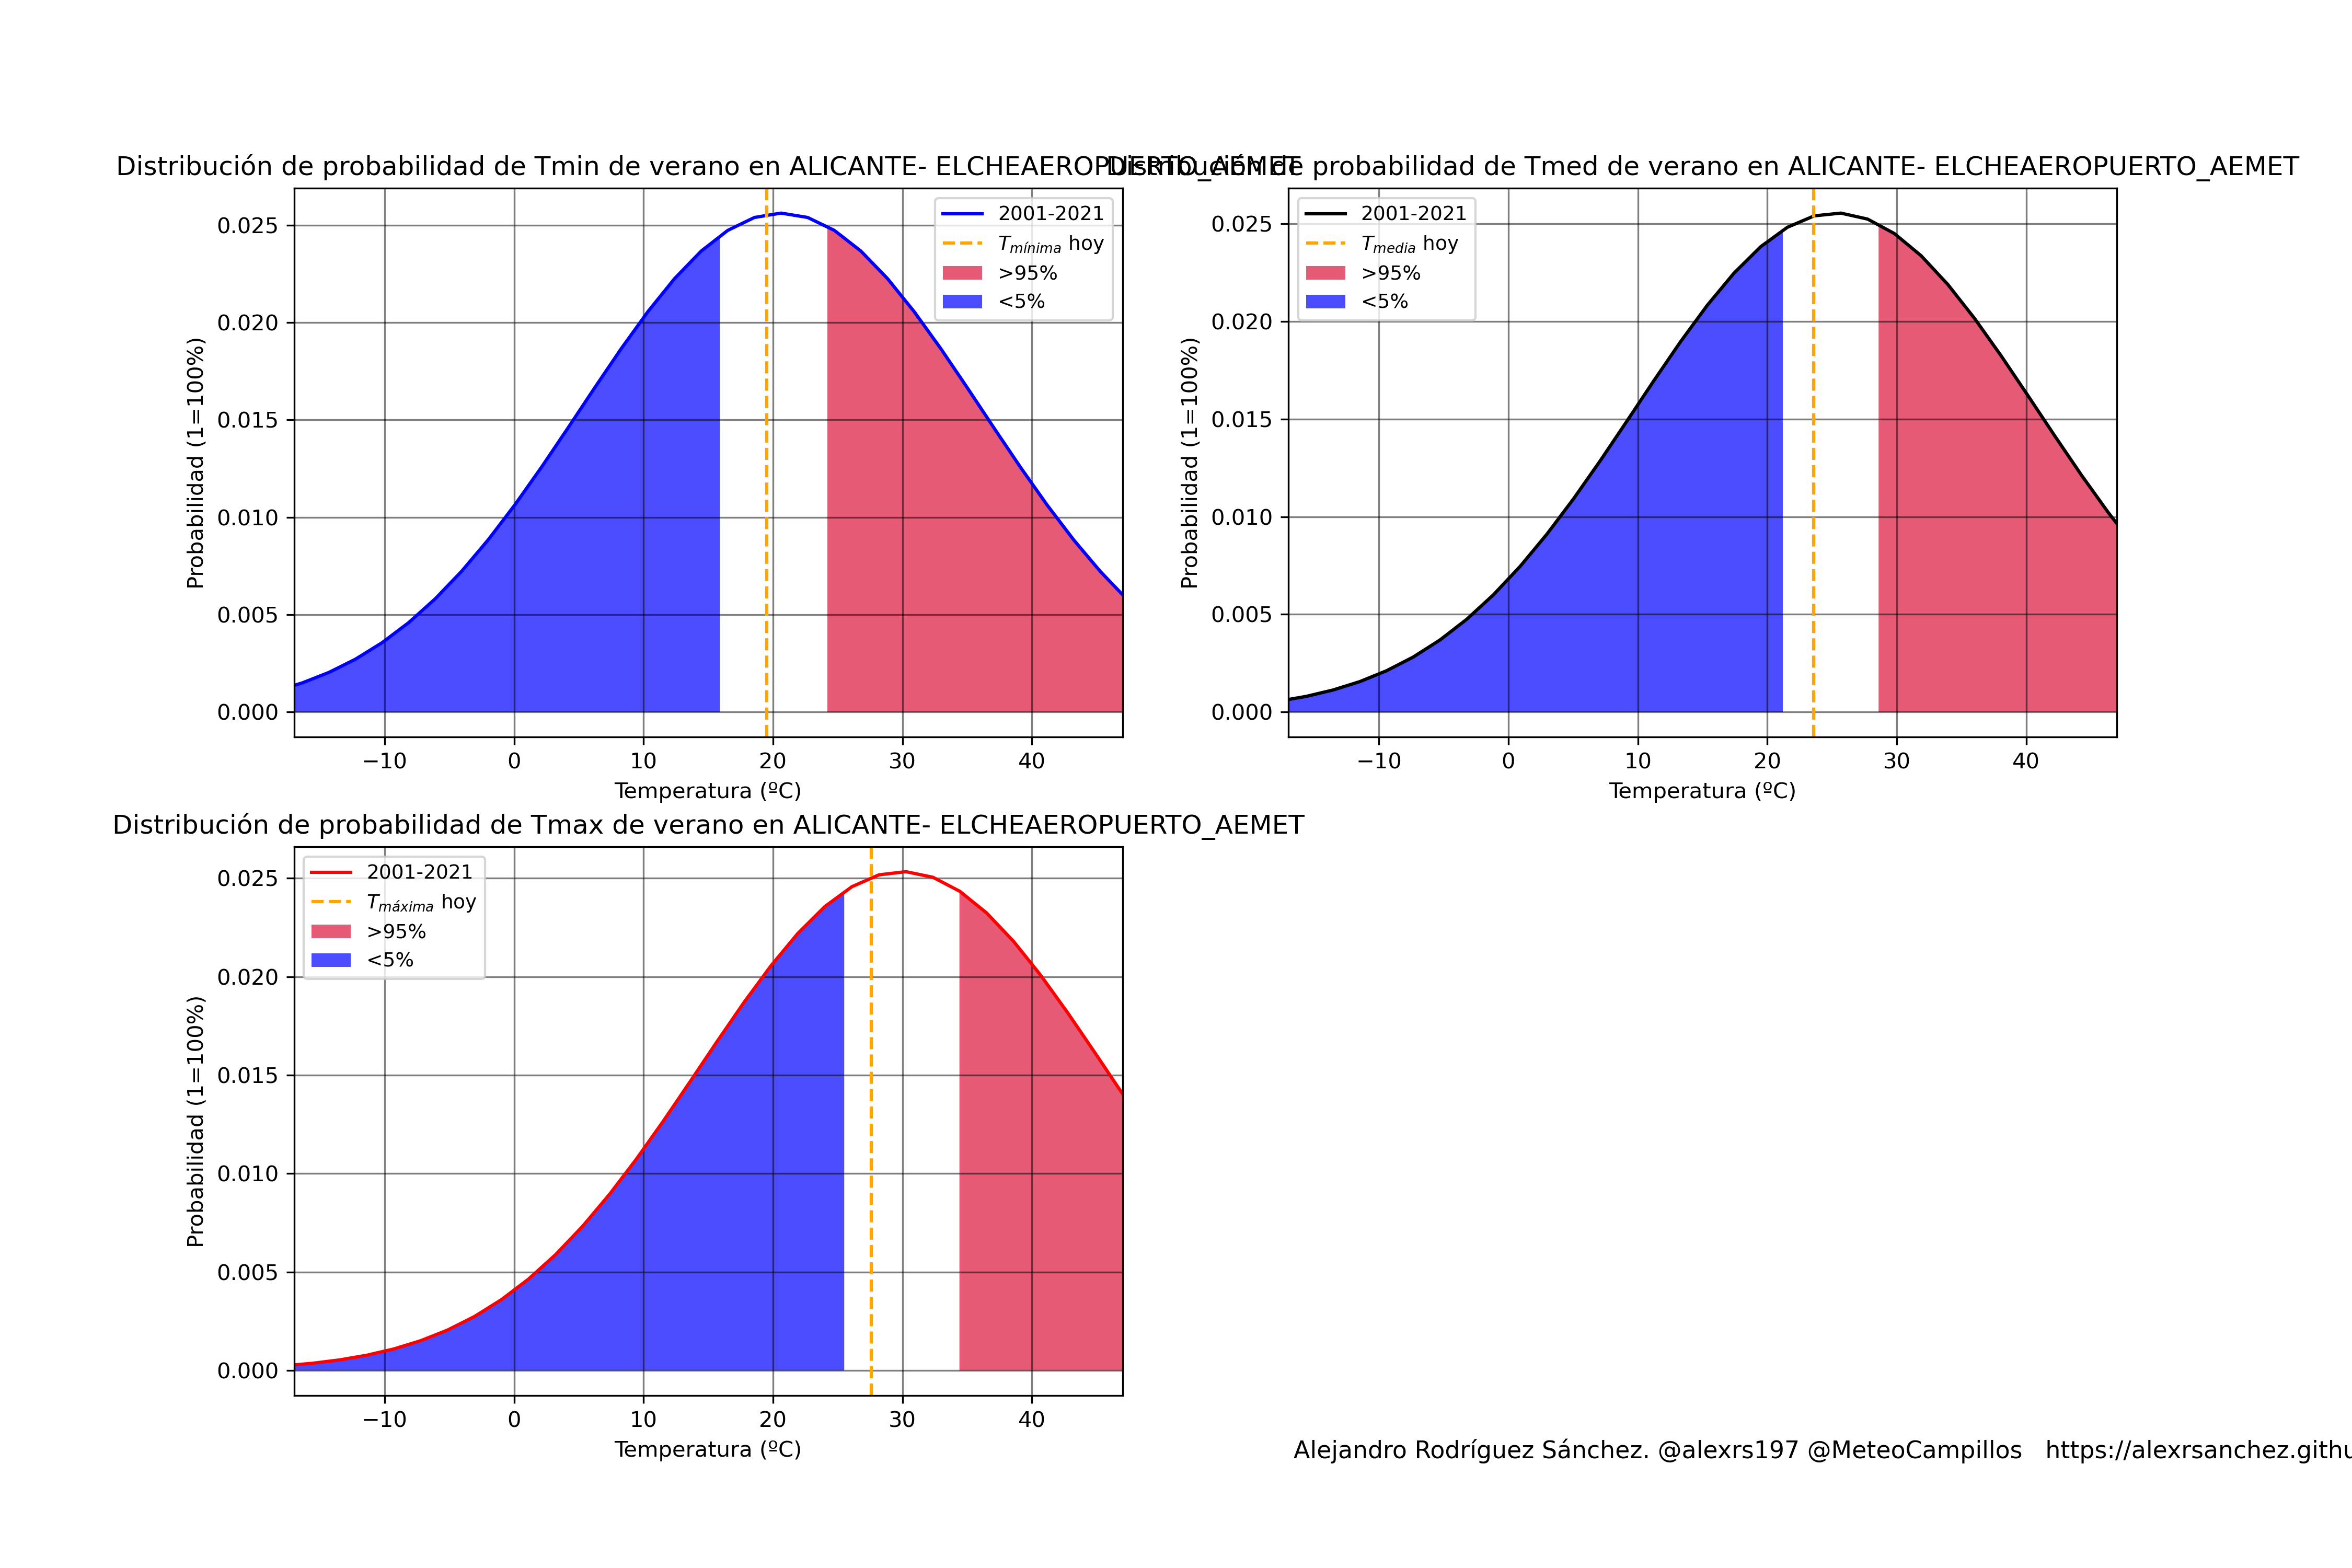 Distribución de probabilidad de Tmin de verano en ALICANTE- ELCHEAEROPUERTO_AEMET
0.025
0.020
0.015
0.010
0.005
0.000
Probabilidad (1=100%)
2001-2021
Tmínima hoy
>95%
<5%
−10 0 10 20 30 40
Temperatura (ºC)
Distribución de probabilidad de Tmed de verano en ALICANTE- ELCHEAEROPUERTO_AEMET
0.025
0.020
0.015
0.010
0.005
0.000
Probabilidad (1=100%)
2001-2021
Tmedia hoy
>95%
<5%
−10 0 10 20 30 40
Temperatura (ºC)
Distribución de probabilidad de Tmax de verano en ALICANTE- ELCHEAEROPUERTO_AEMET
0.025
0.020
0.015
0.010
0.005
0.000
Probabilidad (1=100%)
2001-2021
Tmáxima hoy
>95%
<5%
−10 0 10 20 30 40
Temperatura (ºC)
Alejandro Rodríguez Sánchez. @alexrs197 @MeteoCampillos https://alexrsanchez.githu